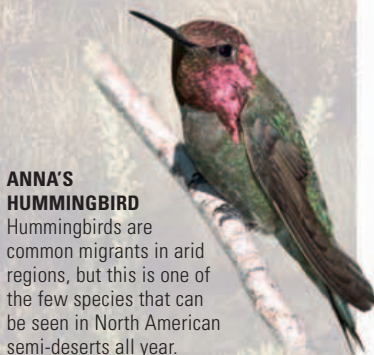 ANNA'S
HUMMINGBIRD
Hummingbirds are
common migrants in arid
regions, but this is one of
the few species that can
be seen in North American
semi-deserts all year.